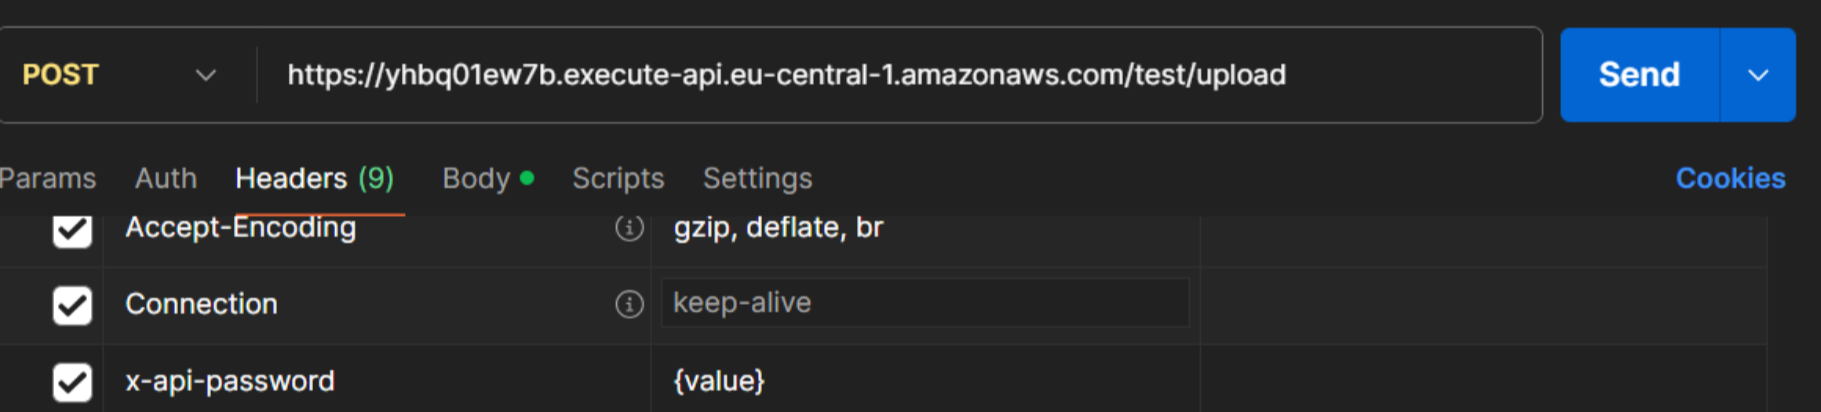 POST https://yhbq01ew7b.execute-api.eu-central-1.amazonaws.com/test/upload Send
Params Auth Headers (9) Body Scripts Settings Cookies
Accept-Encoding gzip, deflate, br
Connection keep-alive
x-api-password {value}